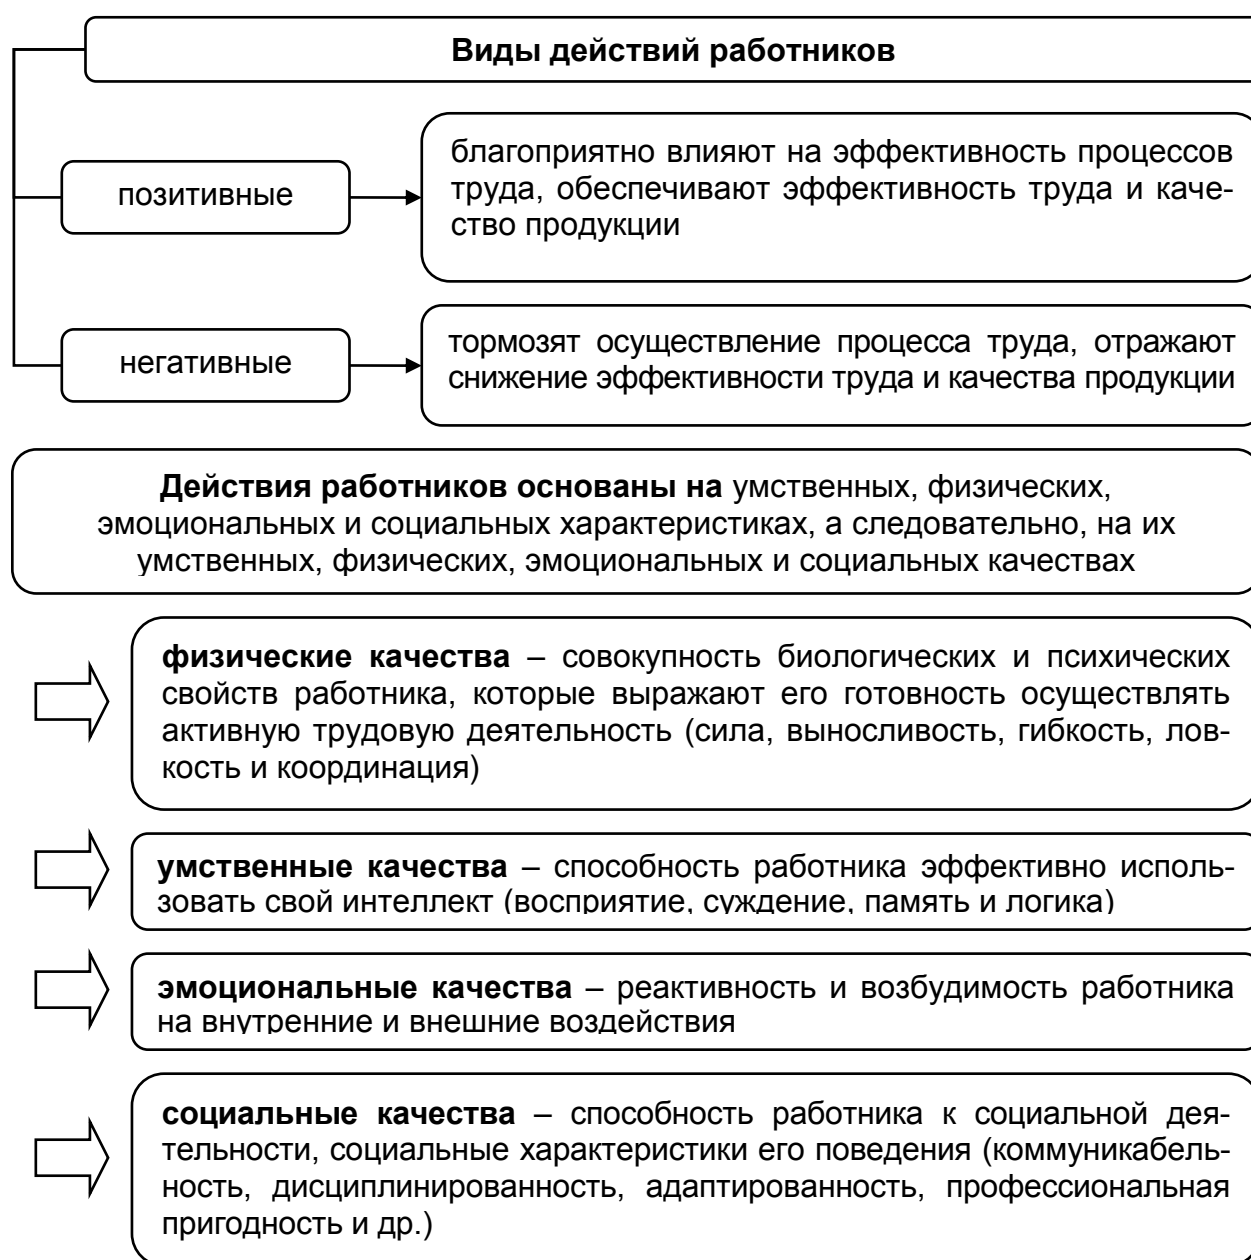 Виды действий работников
позитивные
благоприятно влияют на эффективность процессов
труда, обеспечивают эффективность труда и каче-
ство продукции
негативные
тормозят осуществление процесса труда, отражают
снижение эффективности труда и качества продукции
Действия работников основаны на умственных, физических,
эмоциональных и социальных характеристиках, а следовательно, на их
умственных, физических, эмоциональных и социальных качествах
физические качества – совокупность биологических и психических
свойств работника, которые выражают его готовность осуществлять
активную трудовую деятельность (сила, выносливость, гибкость, лов-
кость и координация)
умственные качества – способность работника эффективно исполь-
зовать свой интеллект (восприятие, суждение, память и логика)
эмоциональные качества – реактивность и возбудимость работника
на внутренние и внешние воздействия
социальные качества – способность работника к социальной дея-
тельности, социальные характеристики его поведения (коммуникабель-
ность, дисциплинированность, адаптированность, профессиональная
пригодность и др.)